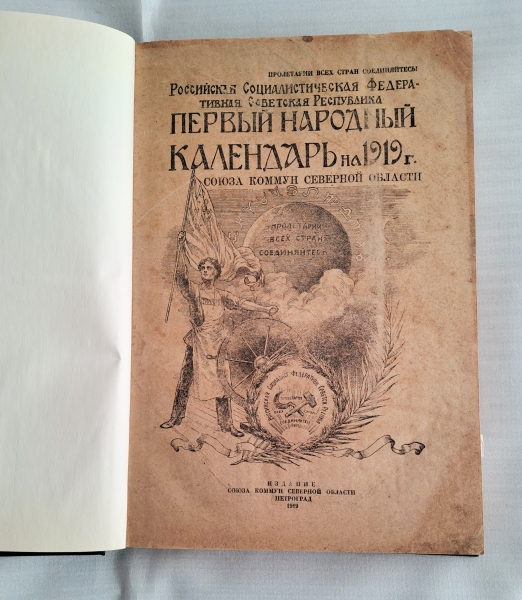 ПРОЛЕТАРИИ ВСЕХ СТРАН СОЕДИНЯЙТЕСЬ!
РОССИЙСКАЯ СОЦИАЛИСТИЧЕСКАЯ ФЕДЕРА-
ТИВНАЯ СОВЕТСКАЯ РЕСПУБЛИКА
ПЕРВЫЙ НАРОДНЫЙ
КАЛЕНДАРЬ НА 1919 г.
СОЮЗА КОММУН СЕВЕРНОЙ ОБЛАСТИ
ПРОЛЕТАРИИ
ВСЕХ СТРАН
СОЕДИНЯЙТЕСЬ
ИЗДАНИЕ
СОЮЗА КОММУН СЕВЕРНОЙ ОБЛАСТИ
ПЕТРОГРАД
1919